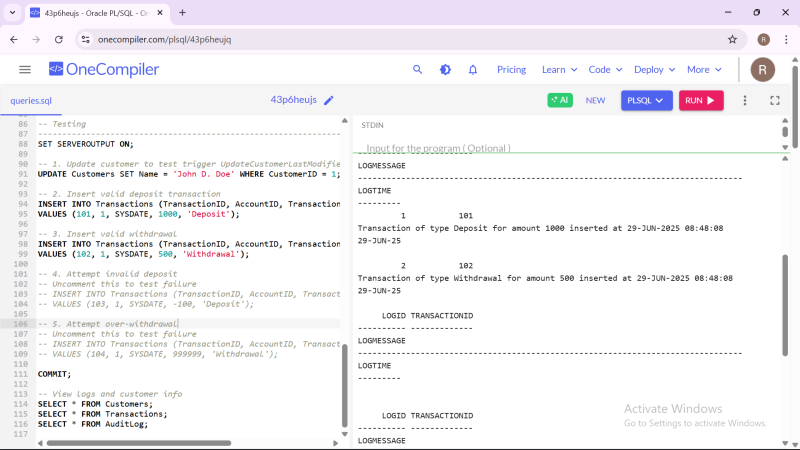 43p6heujs - Oracle PL/SQL - On
onecompiler.com/plsql/43p6heujq
R
OneCompiler
Pricing
Learn
Code
Deploy
More
R
queries.sql
43p6heujs
AI
NEW
PLSQL
RUN
86 -- Testing
87 --------------------------------------------------------
88 SET SERVEROUTPUT ON;
89
90 -- 1. Update customer to test trigger UpdateCustomerLastModifie
91 UPDATE Customers SET Name = 'John D. Doe' WHERE CustomerID = 1;
92
93 -- 2. Insert valid deposit transaction
94 INSERT INTO Transactions (TransactionID, AccountID, Transaction
95 VALUES (101, 1, SYSDATE, 1000, 'Deposit');
96
97 -- 3. Insert valid withdrawal
98 INSERT INTO Transactions (TransactionID, AccountID, Transaction
99 VALUES (102, 1, SYSDATE, 500, 'Withdrawal');
100
101 -- 4. Attempt invalid deposit
102 -- Uncomment this to test failure
103 -- INSERT INTO Transactions (TransactionID, AccountID, Transact
104 -- VALUES (103, 1, SYSDATE, -100, 'Deposit');
105
106 -- 5. Attempt over-withdrawal
107 -- Uncomment this to test failure
108 -- INSERT INTO Transactions (TransactionID, AccountID, Transact
109 -- VALUES (104, 1, SYSDATE, 999999, 'Withdrawal');
110
111 COMMIT;
112
113 -- View Logs and customer info
114 SELECT * FROM Customers;
115 SELECT * FROM Transactions;
116 SELECT * FROM AuditLog;
117
STDIN
Input for the program ( Optional )
LOGMESSAGE
--------------------------------------------------------------------------------
LOGTIME
---------
1 101
Transaction of type Deposit for amount 1000 inserted at 29-JUN-2025 08:48:08
29-JUN-25
2 102
Transaction of type Withdrawal for amount 500 inserted at 29-JUN-2025 08:48:08
29-JUN-25
LOGID TRANSACTIONID
---------- -------------
LOGMESSAGE
--------------------------------------------------------------------------------
LOGTIME
---------
LOGID TRANSACTIONID
---------- -------------
LOGMESSAGE
Activate Windows
Go to Settings to activate Windows.